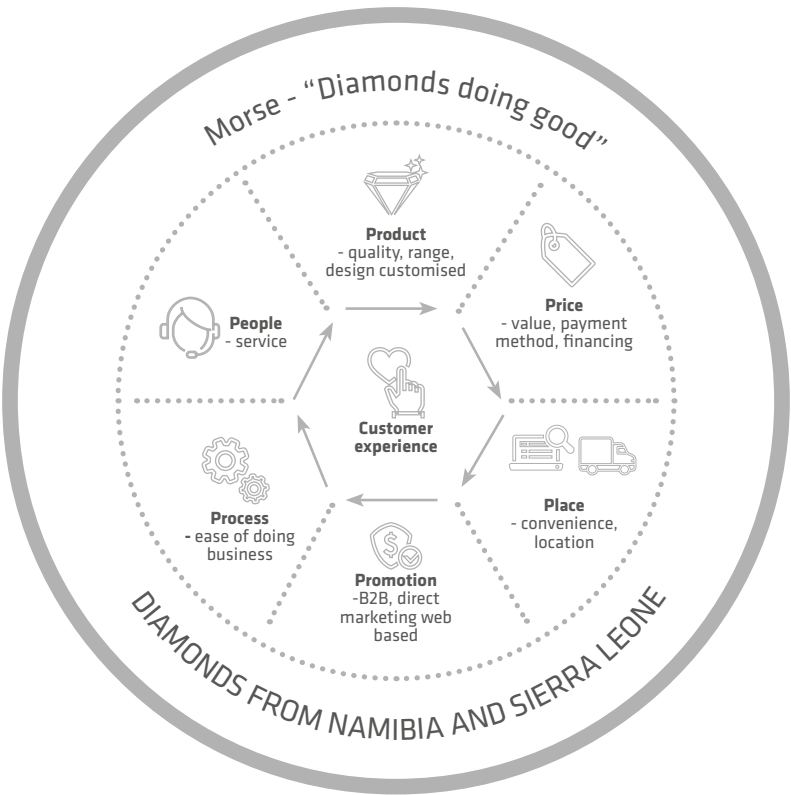 Morse - “Diamonds doing good”
Product
- quality, range,
design customised
Price
- value, payment
method, financing
People
- service
Customer
experience
Place
- convenience,
location
Process
- ease of doing
business
Promotion
-B2B, direct
marketing web
based
DIAMONDS FROM NAMIBIA AND SIERRA LEONE